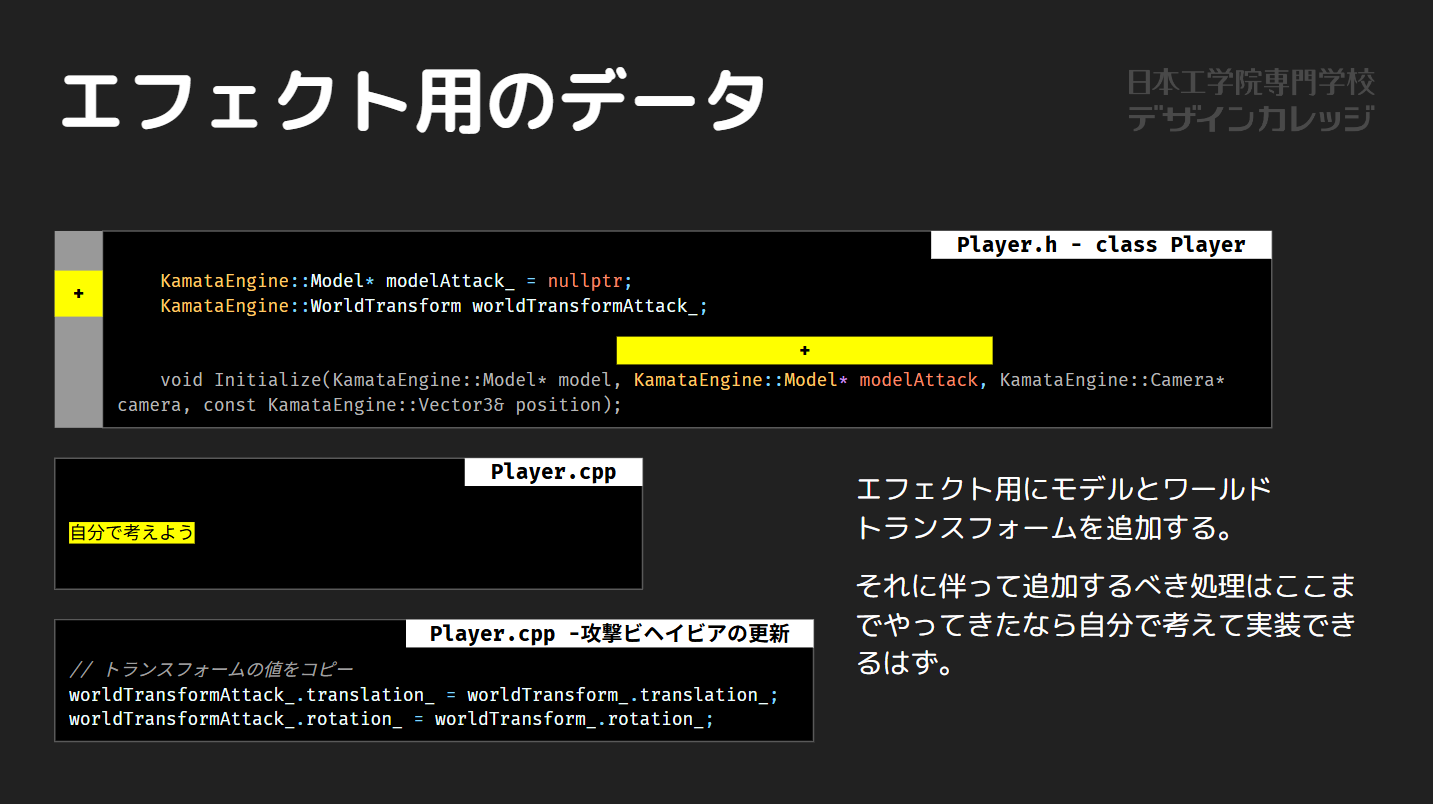 エフェクト用のデータ
日本工学院専門学校
デザインカレッジ
Player.h - class Player
+
KamataEngine::Model* modelAttack_ = nullptr;
KamataEngine::WorldTransform worldTransformAttack_;
+
void Initialize(KamataEngine::Model* model, KamataEngine::Model* modelAttack, KamataEngine::Camera*
camera, const KamataEngine::Vector3& position);
Player.cpp
自分で考えよう
エフェクト用にモデルとワールド
トランスフォームを追加する。
それに伴って追加するべき処理はここま
でやってきたなら自分で考えて実装でき
るはず。
Player.cpp -攻撃ビヘイビアの更新
// トランスフォームの値をコピー
worldTransformAttack_.translation_ = worldTransform_.translation_;
worldTransformAttack_.rotation_ = worldTransform_.rotation_;